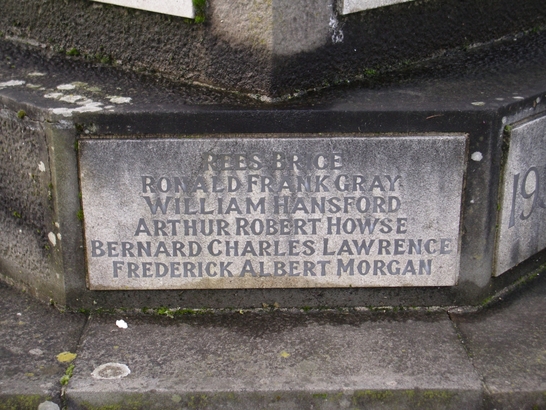 REES BRICE
RONALD FRANK GRAY
WILLIAM HANSFORD
ARTHUR ROBERT HOWSE
BERNARD CHARLES LAWRENCE
FREDERICK ALBERT MORGAN